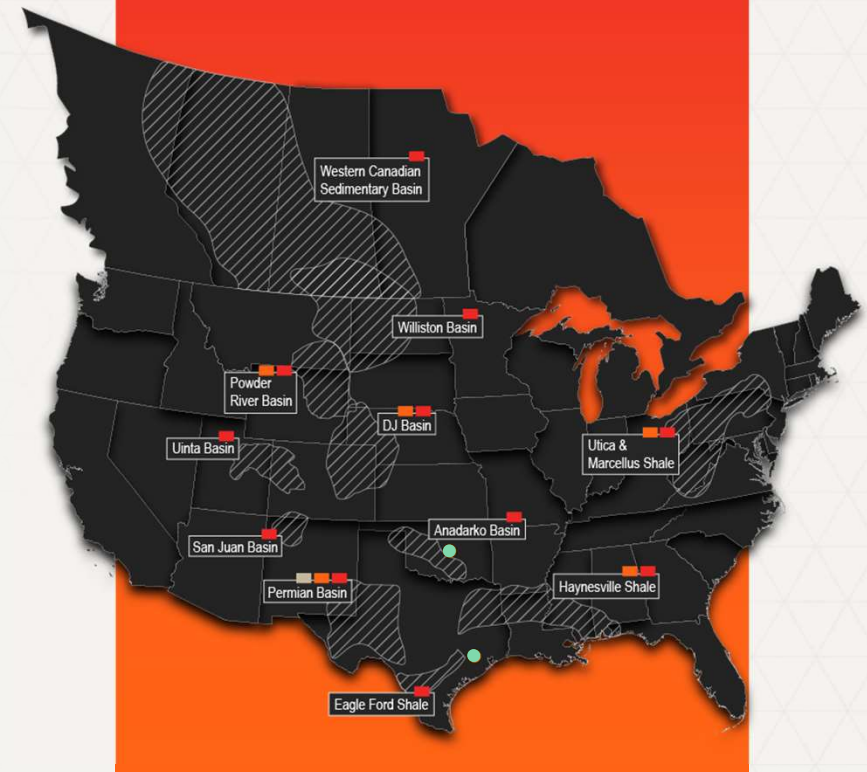 Western Canadian
Sedimentary Basin
Williston Basin
Powder
River Basin
DJ Basin
Uinta Basin
Utica &
Marcellus Shale
Anadarko Basin
San Juan Basin
Permian Basin
Haynesville Shale
Eagle Ford Shale